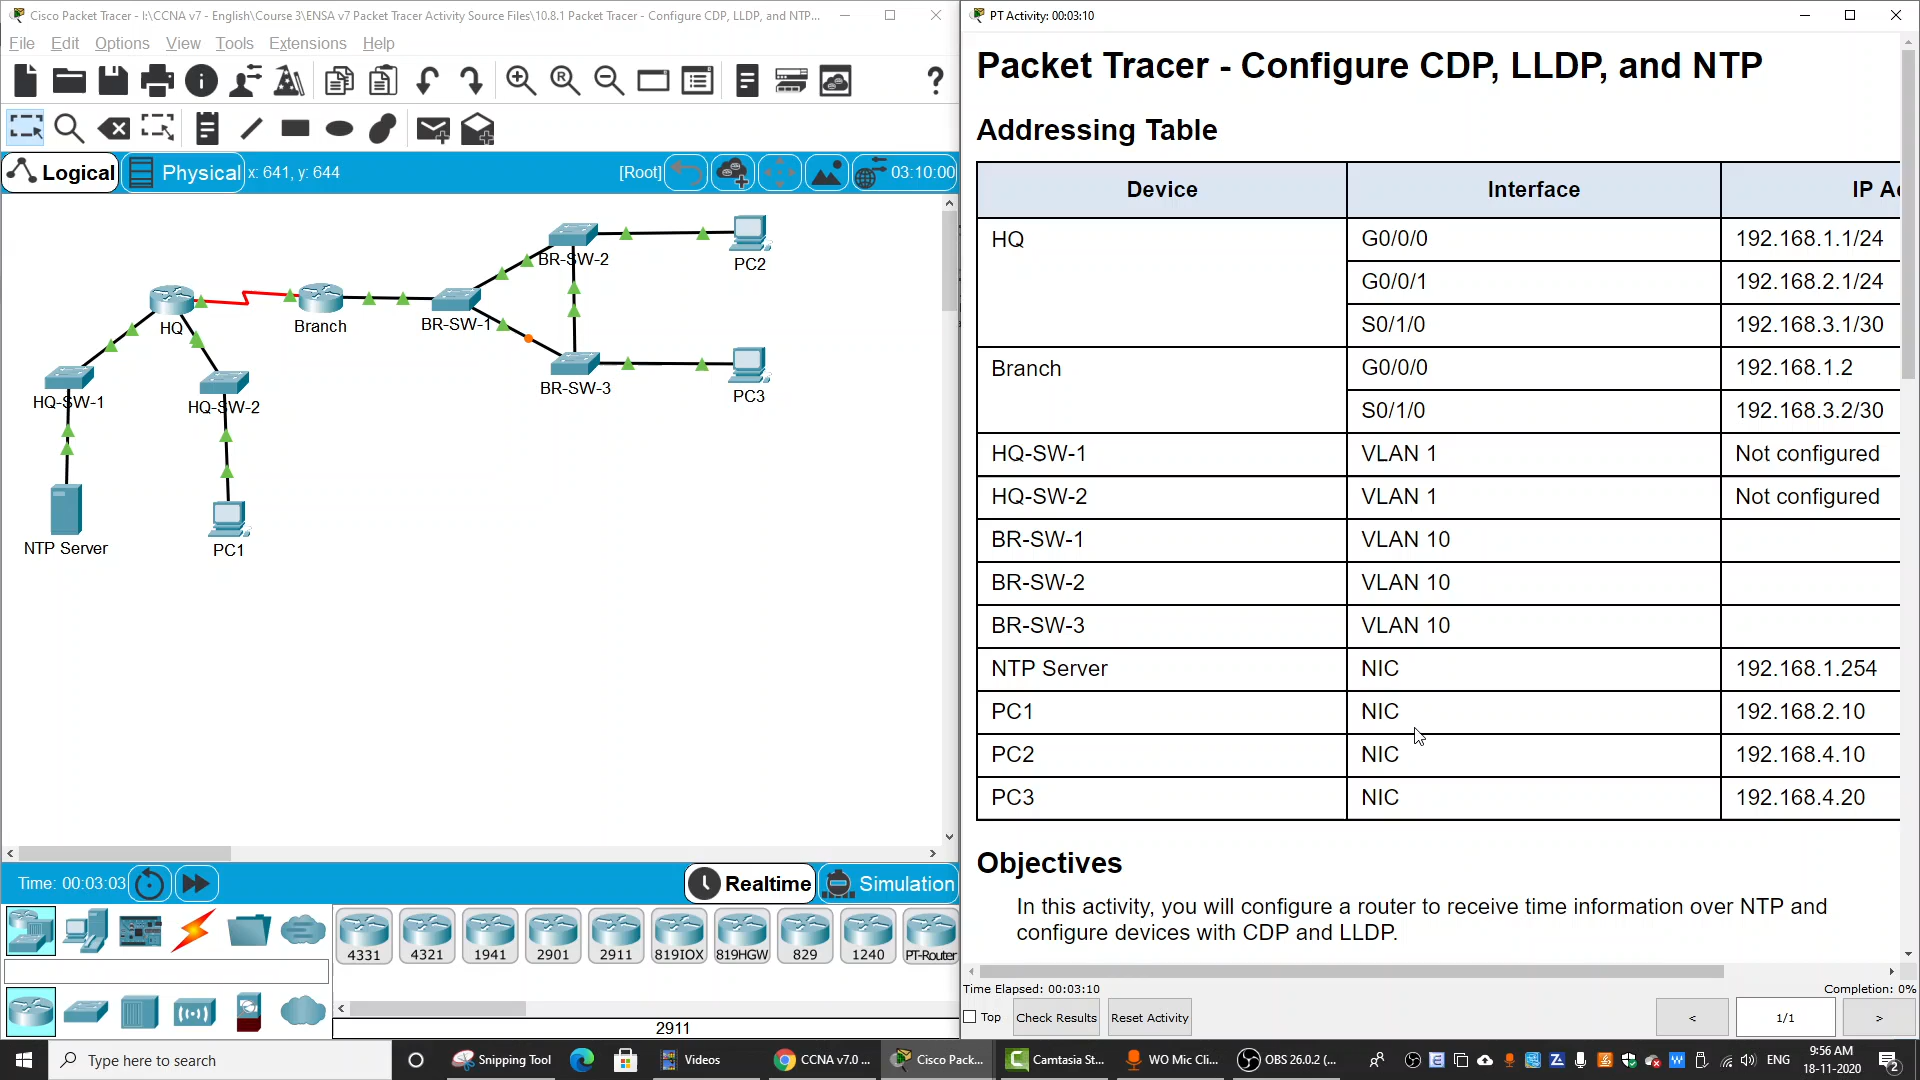 Cisco Packet Tracer - I:\CCNA v7 - English\Course 3\ENSA v7 Packet Tracer Activity Source Files\10.8.1 Packet Tracer - Configure CDP, LLDP, and NTP...
File Edit Options View Tools Extensions Help
Logical Physical x: 641, y: 644 [Root] 03:10:00
BR-SW-2
PC2
HQ
Branch
BR-SW-1
BR-SW-3
PC3
HQ-SW-1
HQ-SW-2
NTP Server
PC1
Time: 00:03:03 Realtime Simulation
4331 4321 1941 2901 2911 819IOX 819HGW 829 1240 PT-Router
2911
PT Activity: 00:03:10
Packet Tracer - Configure CDP, LLDP, and NTP
Addressing Table
Device Interface IP A
HQ G0/0/0 192.168.1.1/24
G0/0/1 192.168.2.1/24
S0/1/0 192.168.3.1/30
Branch G0/0/0 192.168.1.2
S0/1/0 192.168.3.2/30
HQ-SW-1 VLAN 1 Not configured
HQ-SW-2 VLAN 1 Not configured
BR-SW-1 VLAN 10
BR-SW-2 VLAN 10
BR-SW-3 VLAN 10
NTP Server NIC 192.168.1.254
PC1 NIC 192.168.2.10
PC2 NIC 192.168.4.10
PC3 NIC 192.168.4.20
Objectives
In this activity, you will configure a router to receive time information over NTP and
configure devices with CDP and LLDP.
Time Elapsed: 00:03:10 Completion: 0%
Top Check Results Reset Activity < 1/1 >
Type here to search Snipping Tool Videos CCNA v7.0 ... Cisco Pack... Camtasia St... WO Mic Cli... OBS 26.0.2 (... ENG 9:56 AM
18-11-2020 2